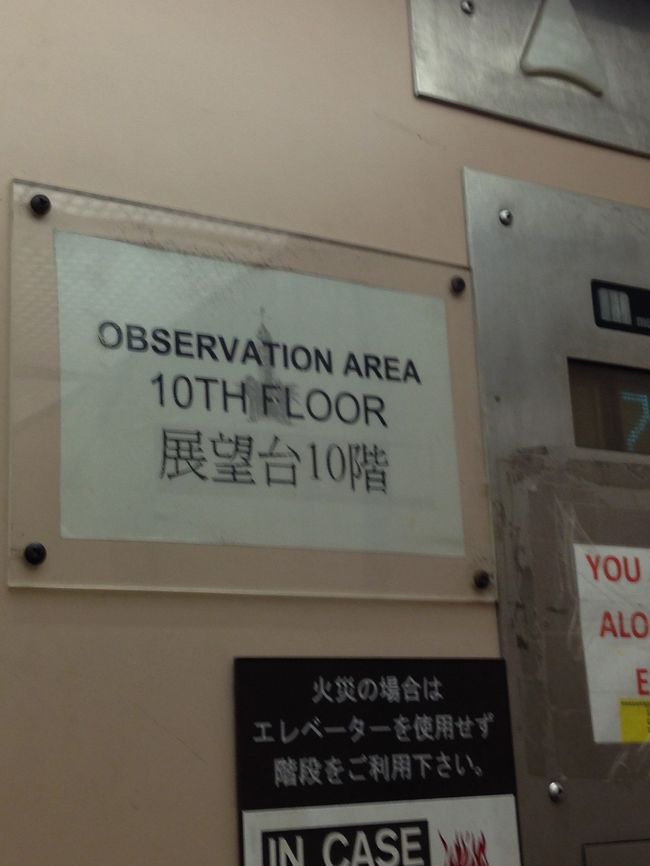 OBSERVATION AREA
10TH FLOOR
展望台10階
7
YOU
ALO
E
火災の場合は
エレベーターを使用せず
階段をご利用下さい。
IN CASE